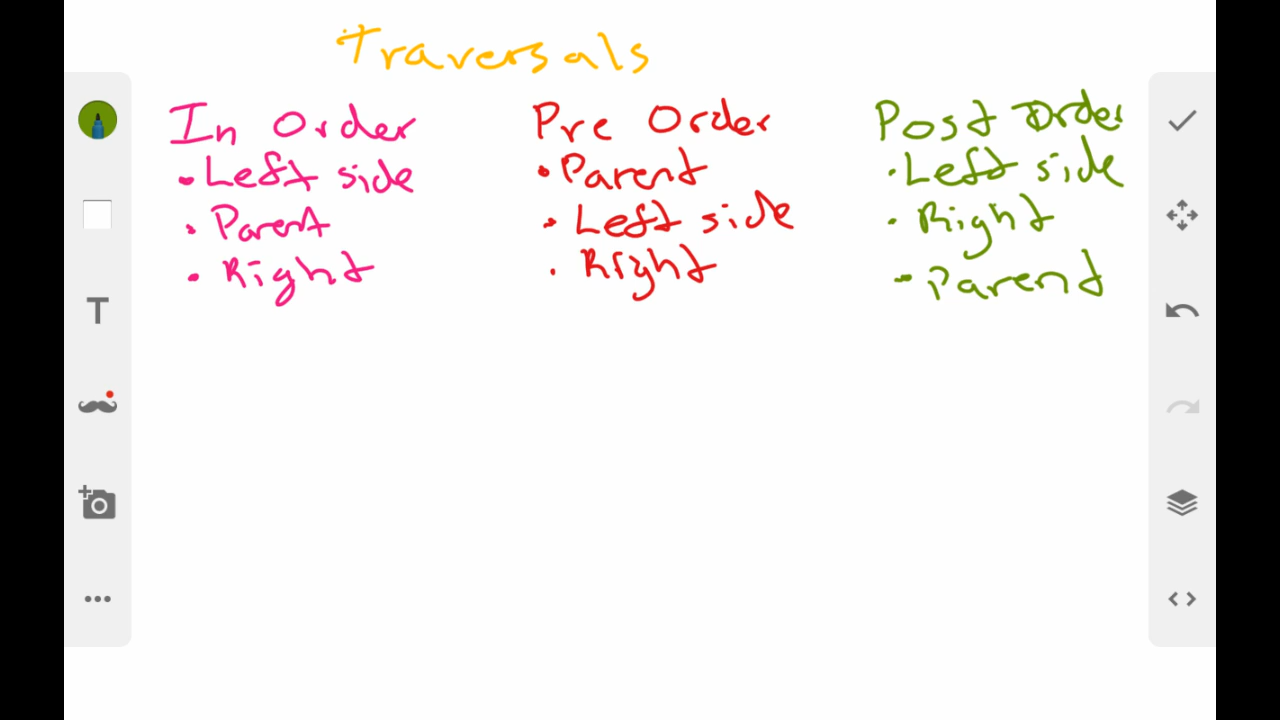 Traversals
In Order
• Left side
• Parent
• Right
Pre Order
• Parent
• Left side
• Right
Post Order
• Left side
• Right
• Parent
T